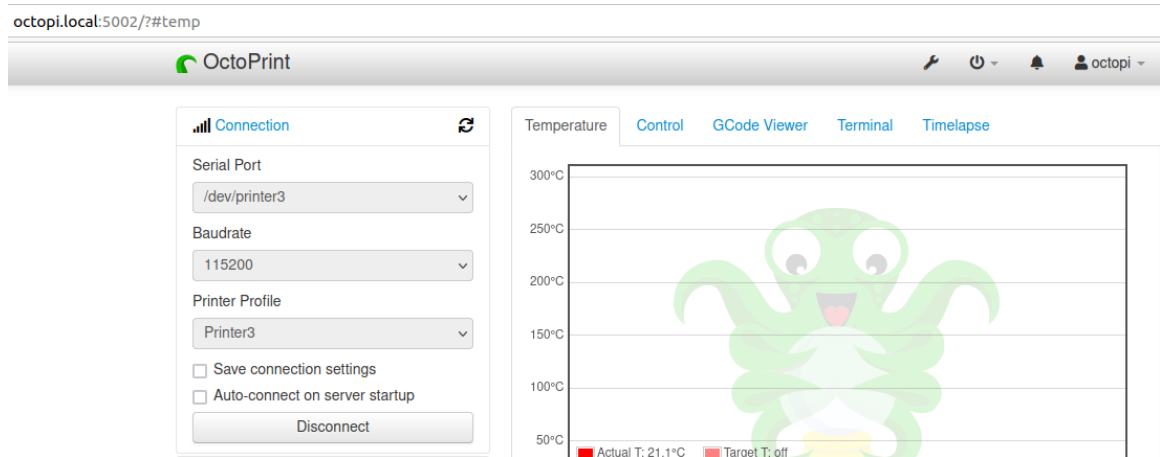 octopi.local:5002/?#temp
OctoPrint
octopi
Connection
Serial Port
/dev/printer3
Baudrate
115200
Printer Profile
Printer3
Save connection settings
Auto-connect on server startup
Disconnect
Temperature Control GCode Viewer Terminal Timelapse
300°C
250°C
200°C
150°C
100°C
50°C
Actual T: 21.1°C Target T: off